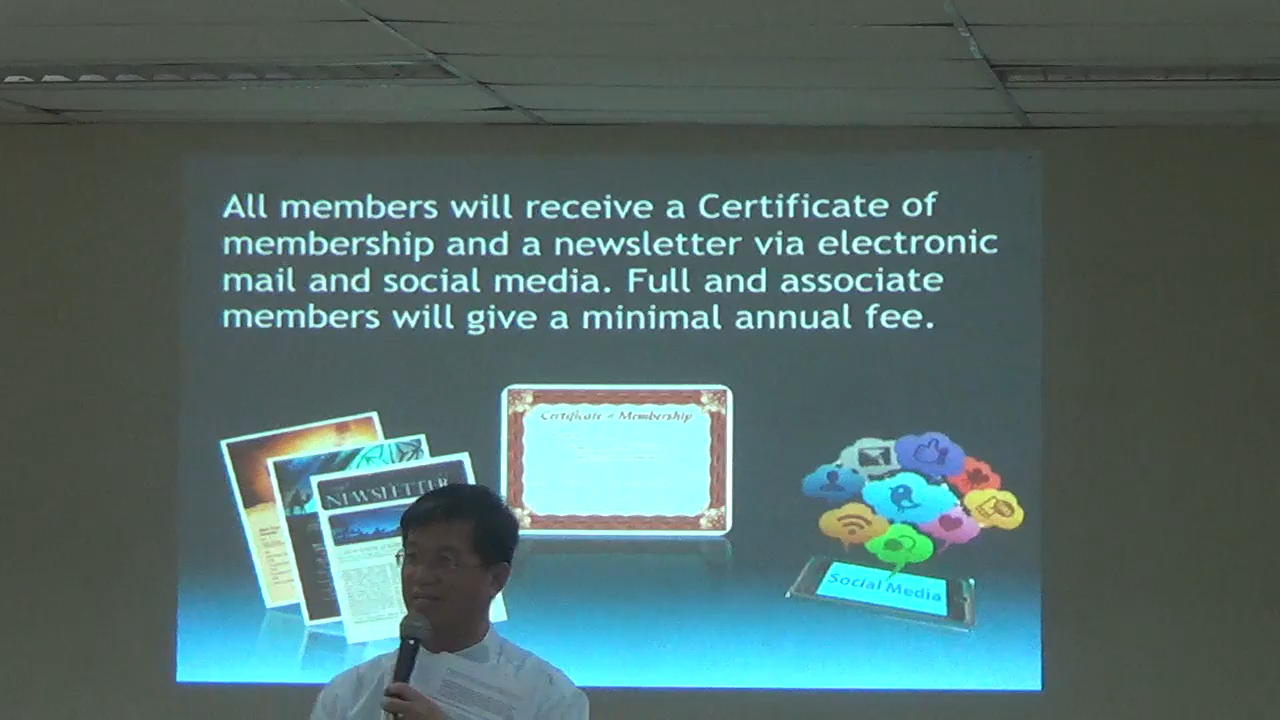 All members will receive a Certificate of
membership and a newsletter via electronic
mail and social media. Full and associate
members will give a minimal annual fee.
Certificate of Membership
NEWSLETTER
Social Media